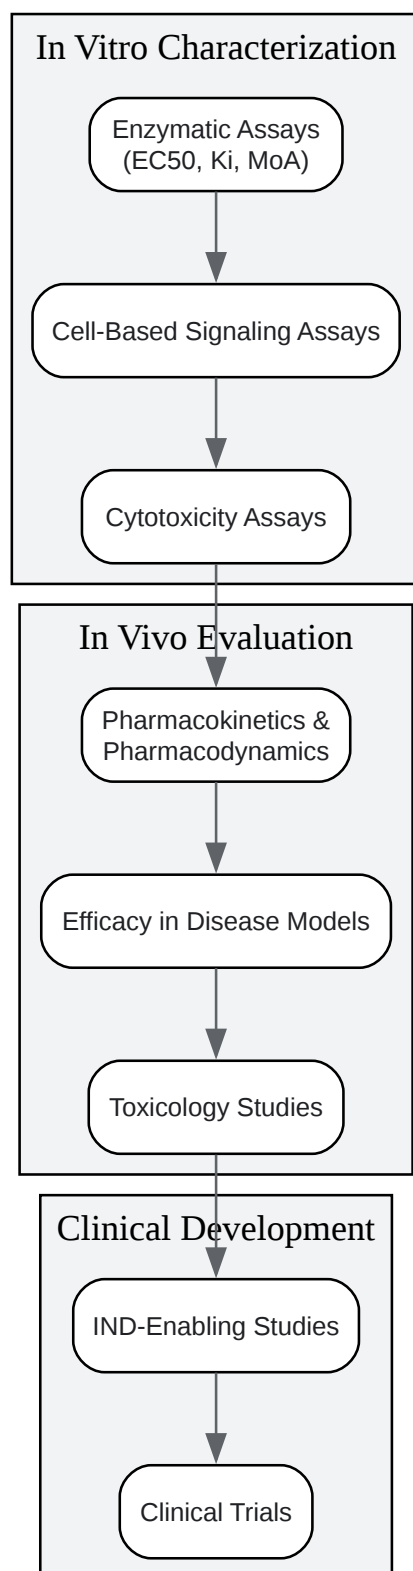 In Vitro Characterization
Enzymatic Assays
(EC50, Ki, MoA)
Cell-Based Signaling Assays
Cytotoxicity Assays
In Vivo Evaluation
Pharmacokinetics &
Pharmacodynamics
Efficacy in Disease Models
Toxicology Studies
Clinical Development
IND-Enabling Studies
Clinical Trials